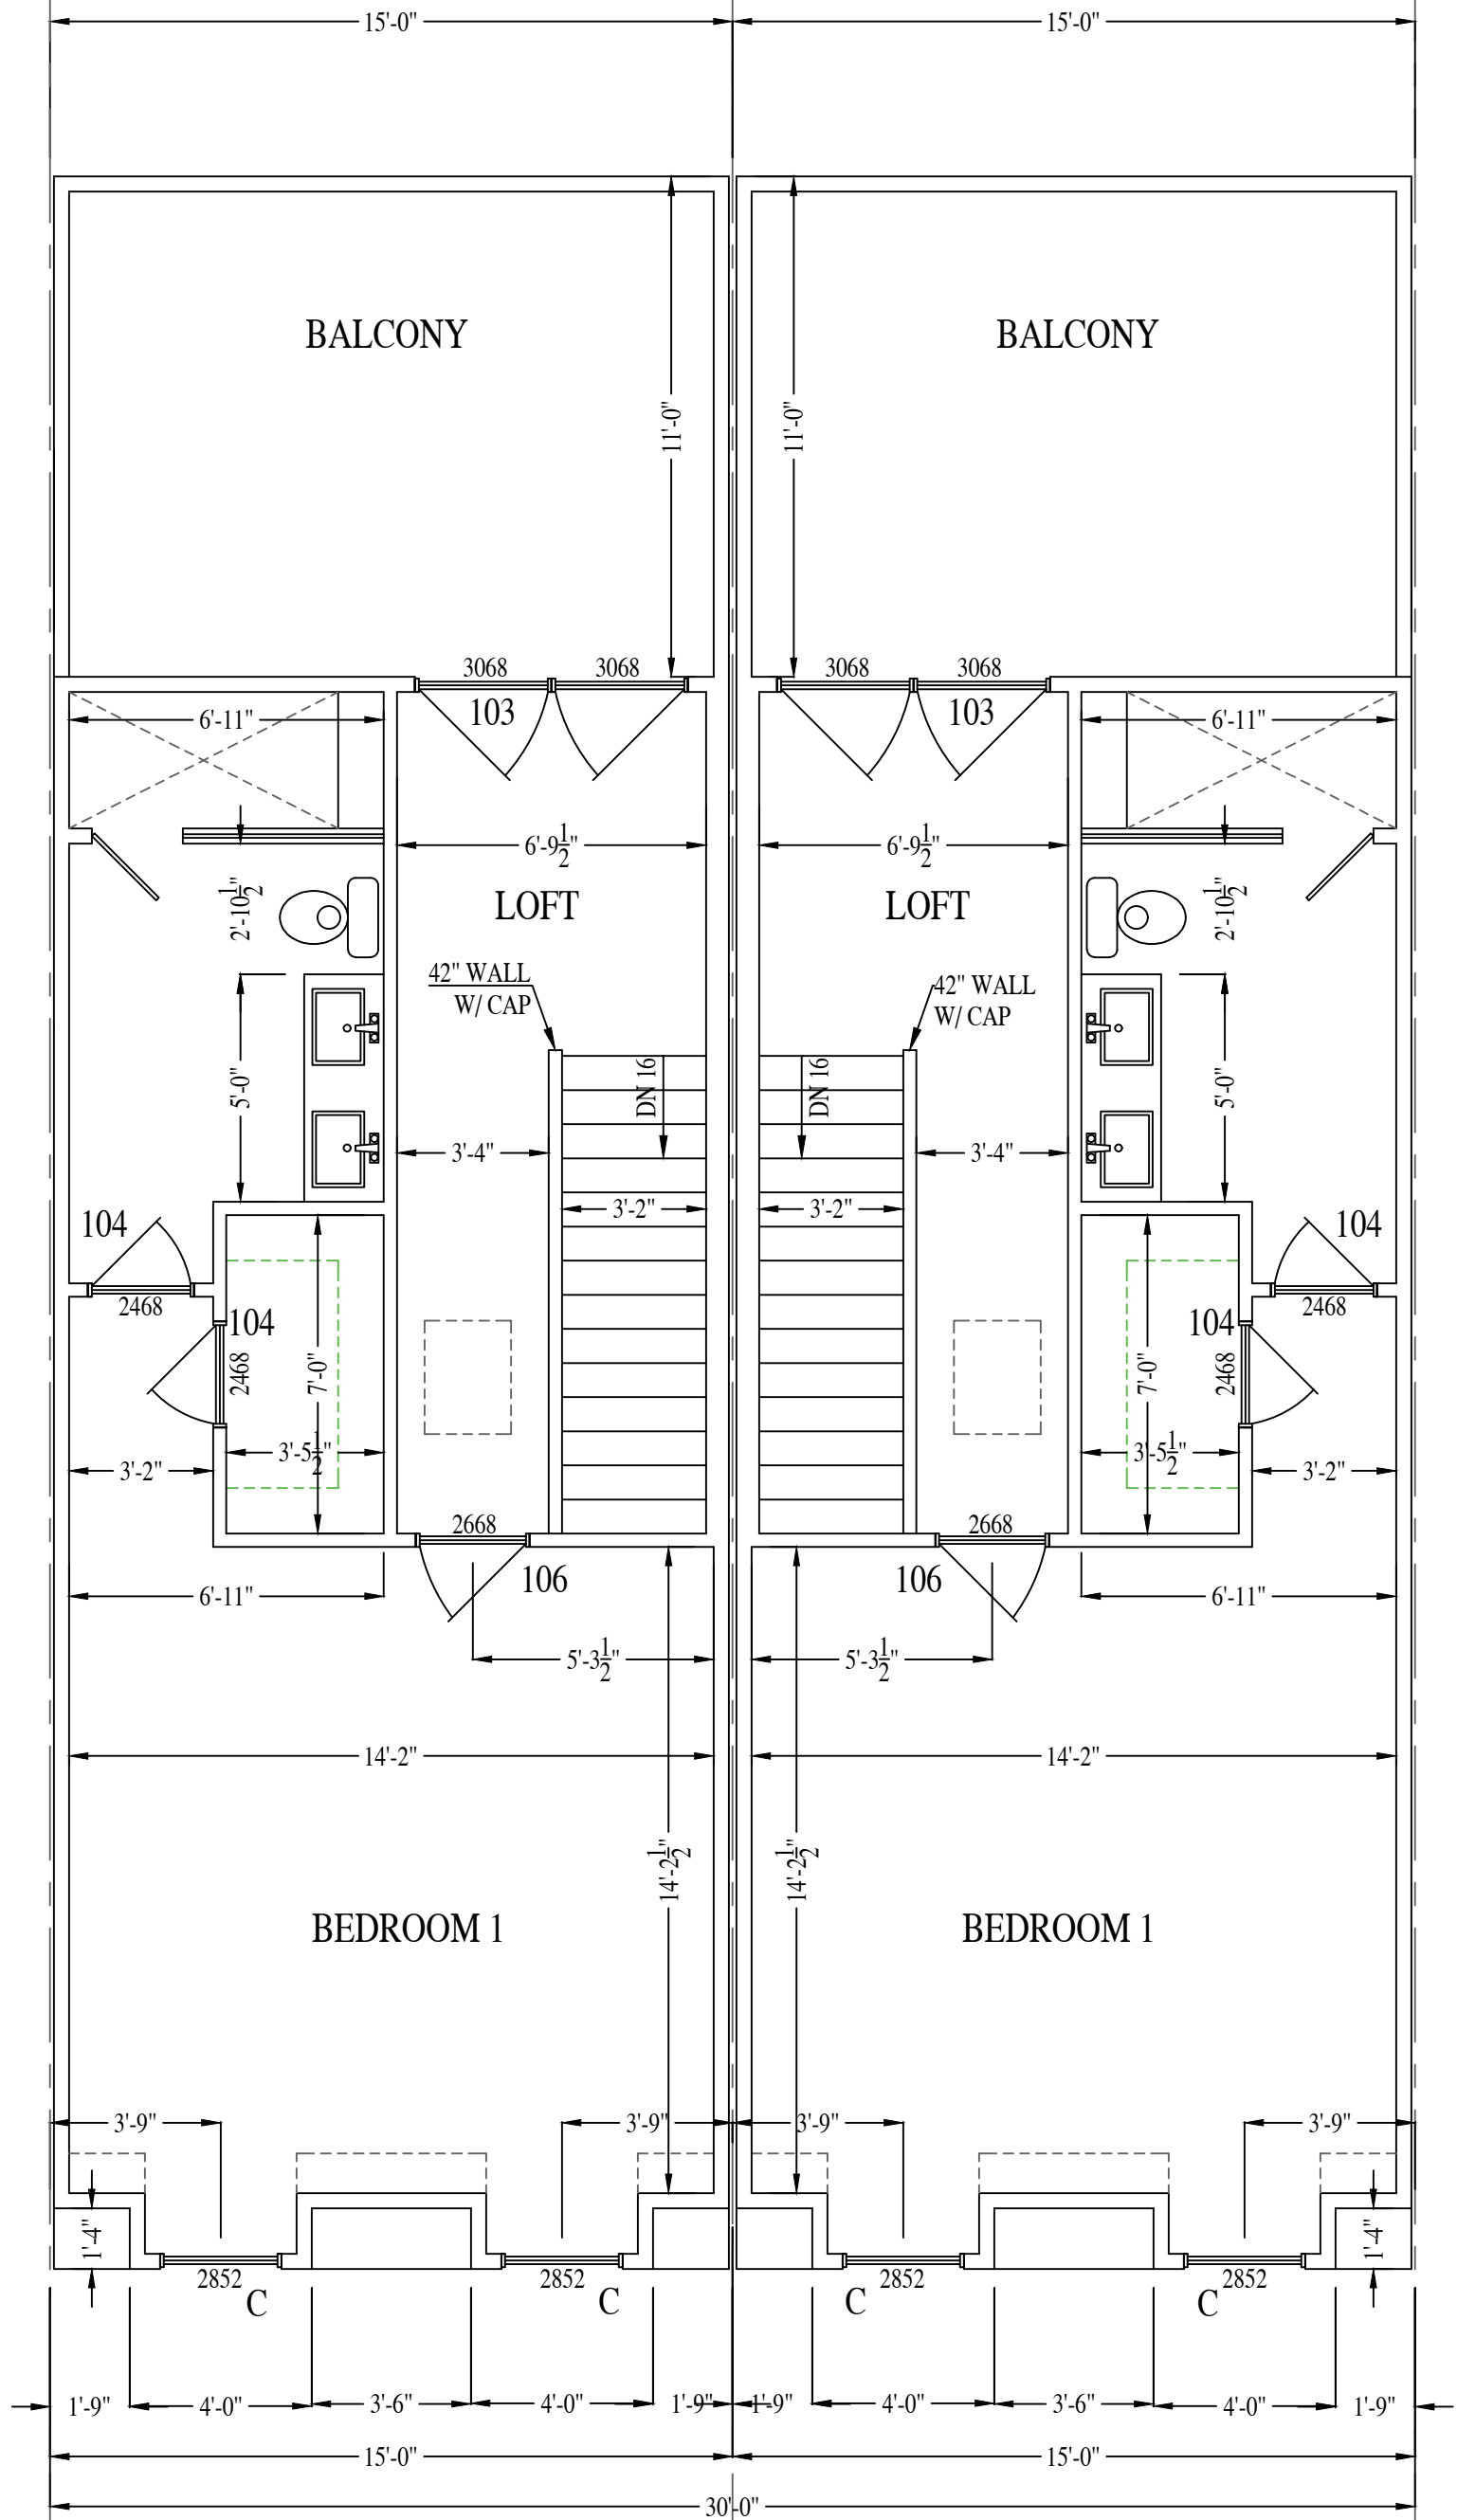 15'-0" 15'-0"
BALCONY BALCONY
11'-0" 11'-0"
3068 3068 3068 3068
103 103
6'-11" 6'-11"
6'-9 1/2" 6'-9 1/2"
2'-10 1/2" LOFT LOFT 2'-10 1/2"
42" WALL 42" WALL
W/ CAP W/ CAP
5'-0" DN 16 DN 16 5'-0"
3'-4" 3'-4"
3'-2" 3'-2"
104 104
2468 2468
104 104
2468 7'-0" 7'-0" 2468
3'-5 1/2" 3'-5 1/2"
3'-2" 3'-2"
2668 2668
106 106
6'-11" 6'-11"
5'-3 1/2" 5'-3 1/2"
14'-2" 14'-2"
14'-2 1/2" 14'-2 1/2"
BEDROOM 1 BEDROOM 1
3'-9" 3'-9" 3'-9" 3'-9"
1'-4" 1'-4"
2852 2852 2852 2852
C C C C
1'-9" 4'-0" 3'-6" 4'-0" 1'-9" 1'-9" 4'-0" 3'-6" 4'-0" 1'-9"
15'-0" 15'-0"
30'-0"